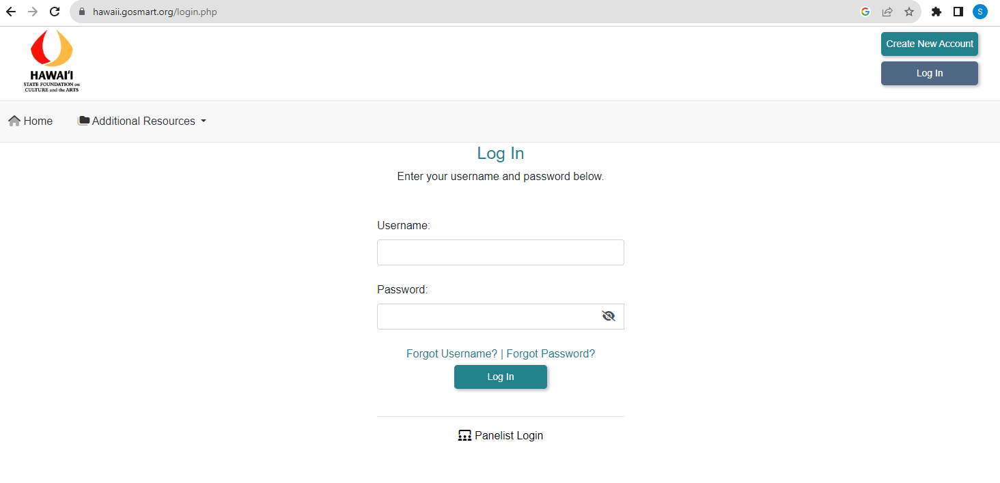 hawaii.gosmart.org/login.php
S
HAWAI'I
STATE FOUNDATION on
CULTURE and the ARTS
Create New Account
Log In
Home
Additional Resources
Log In
Enter your username and password below.
Username:
Password:
Forgot Username? | Forgot Password?
Log In
Panelist Login